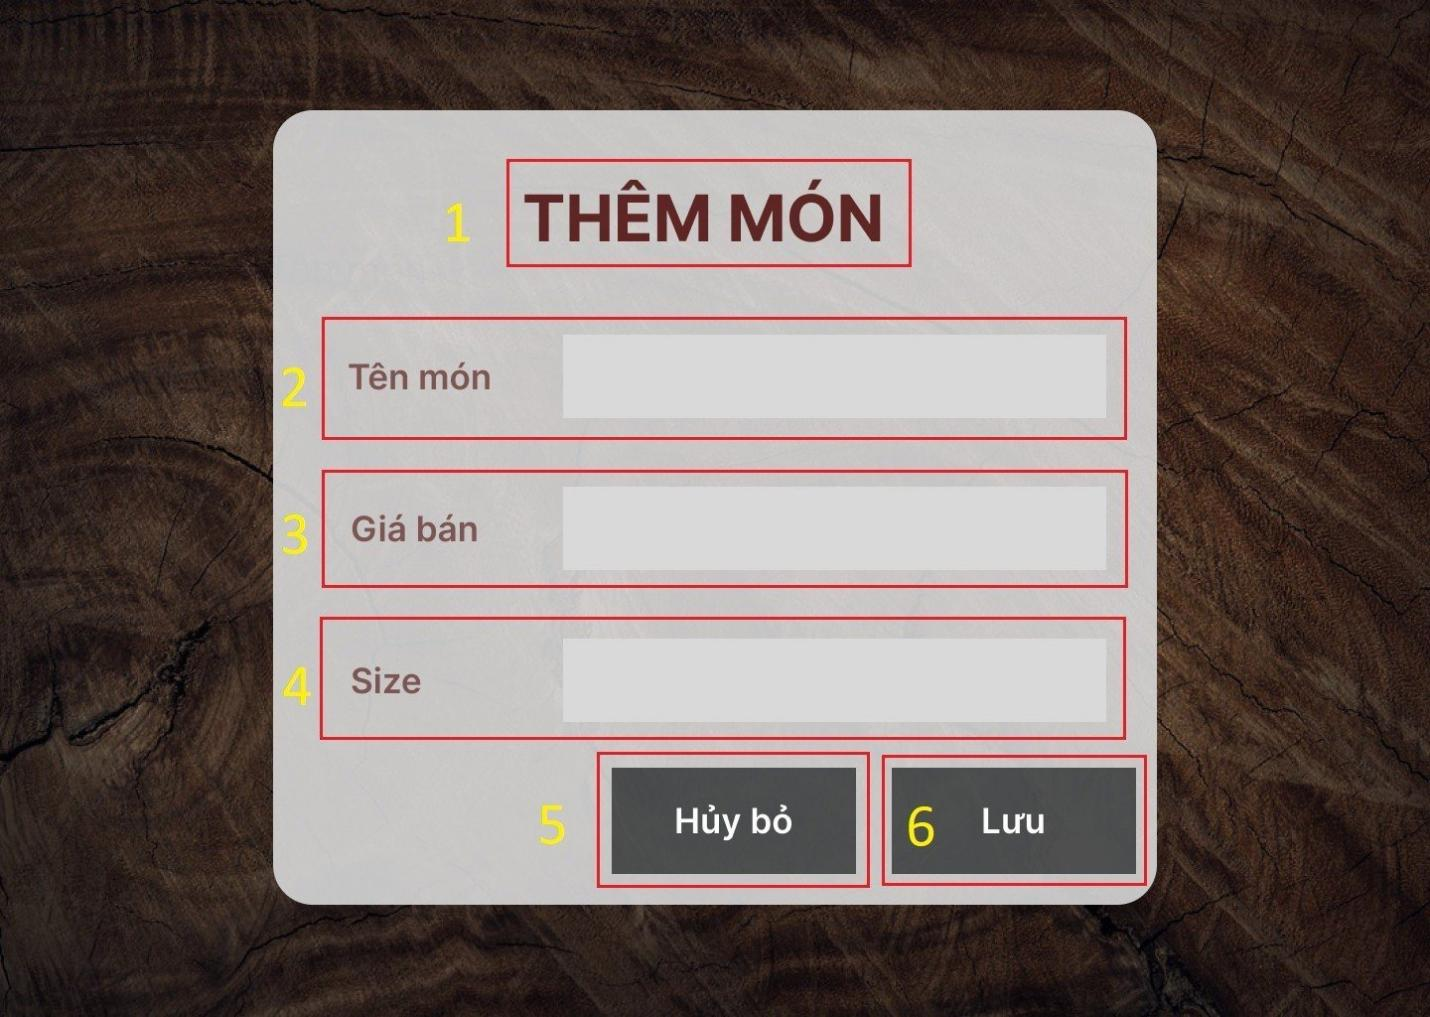 1 THÊM MÓN
2 Tên món
3 Giá bán
4 Size
5 Hủy bỏ 6 Lưu